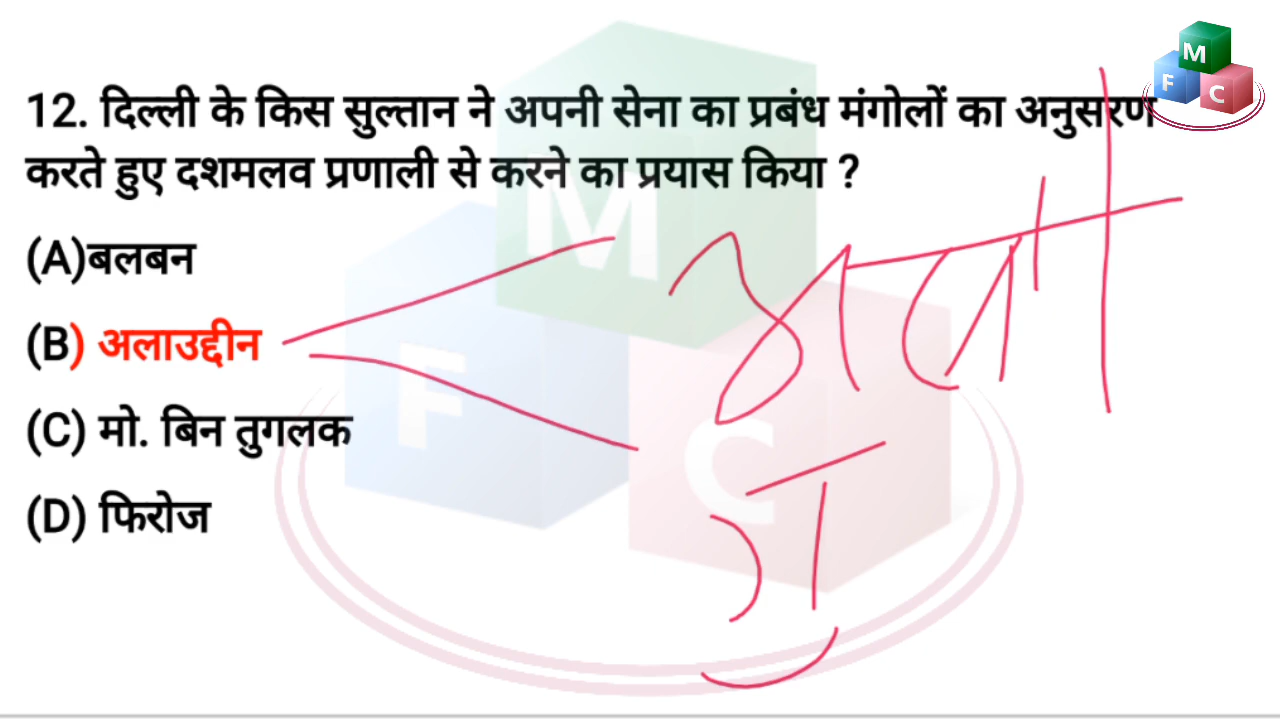 12. दिल्ली के किस सुल्तान ने अपनी सेना का प्रबंध मंगोलों का अनुसरण
करते हुए दशमलव प्रणाली से करने का प्रयास किया ?
(A)बलबन
(B) अलाउद्दीन
(C) मो. बिन तुगलक
(D) फिरोज
M
F
C
M
F
C